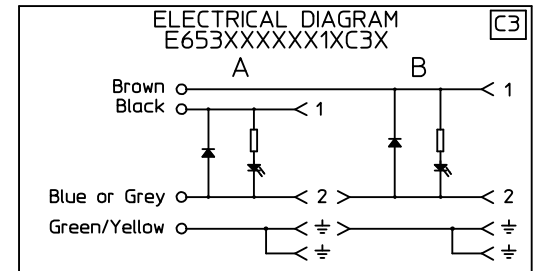 ELECTRICAL DIAGRAM
C3
E653XXXXXX1XC3X
A
B
Brown
1
Black
1
Blue or Grey
2
2
Green/Yellow